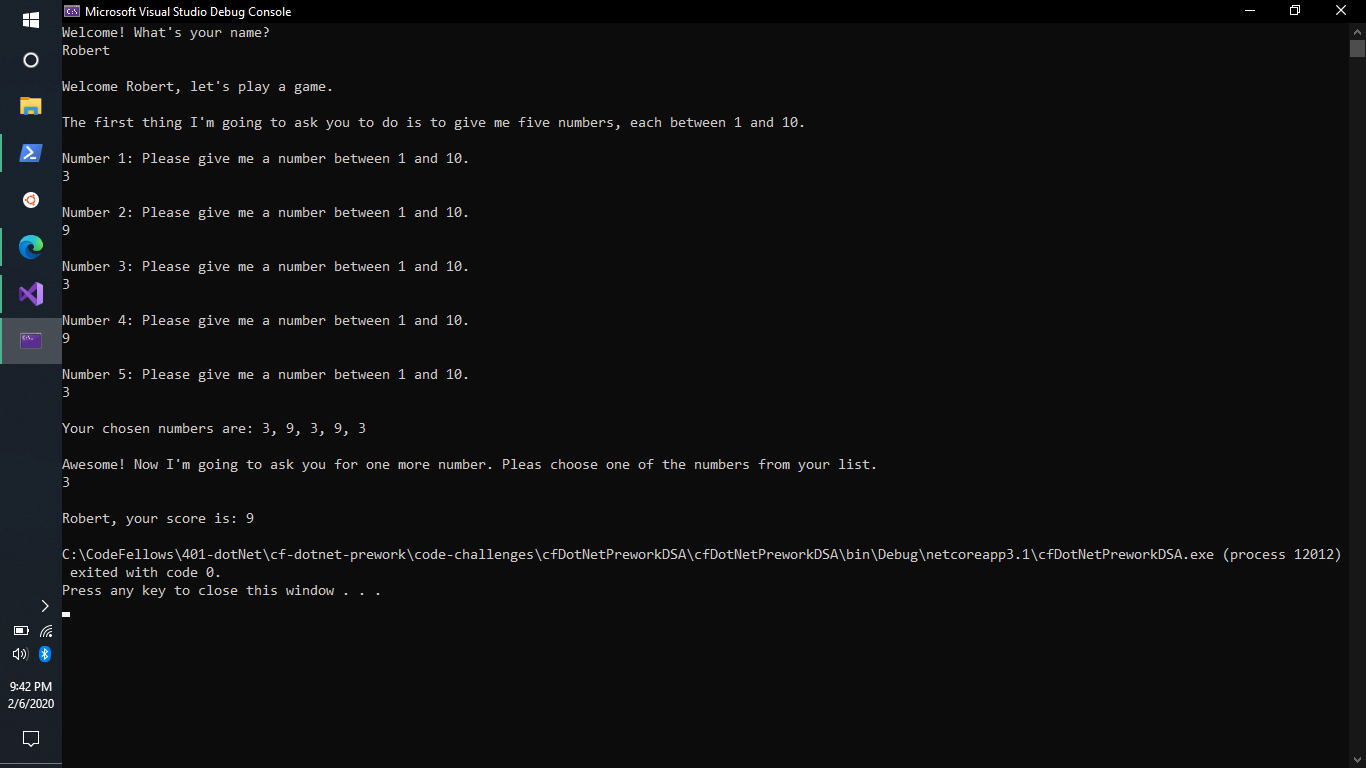 Microsoft Visual Studio Debug Console
Welcome! What's your name?
Robert
Welcome Robert, let's play a game.
The first thing I'm going to ask you to do is to give me five numbers, each between 1 and 10.
Number 1: Please give me a number between 1 and 10.
3
Number 2: Please give me a number between 1 and 10.
9
Number 3: Please give me a number between 1 and 10.
3
Number 4: Please give me a number between 1 and 10.
9
Number 5: Please give me a number between 1 and 10.
3
Your chosen numbers are: 3, 9, 3, 9, 3
Awesome! Now I'm going to ask you for one more number. Pleas choose one of the numbers from your list.
3
Robert, your score is: 9
C:\CodeFellows\401-dotNet\cf-dotnet-prework\code-challenges\cfDotNetPreworkDSA\cfDotNetPreworkDSA\bin\Debug\netcoreapp3.1\cfDotNetPreworkDSA.exe (process 12012)
exited with code 0.
Press any key to close this window . . .
9:42 PM
2/6/2020